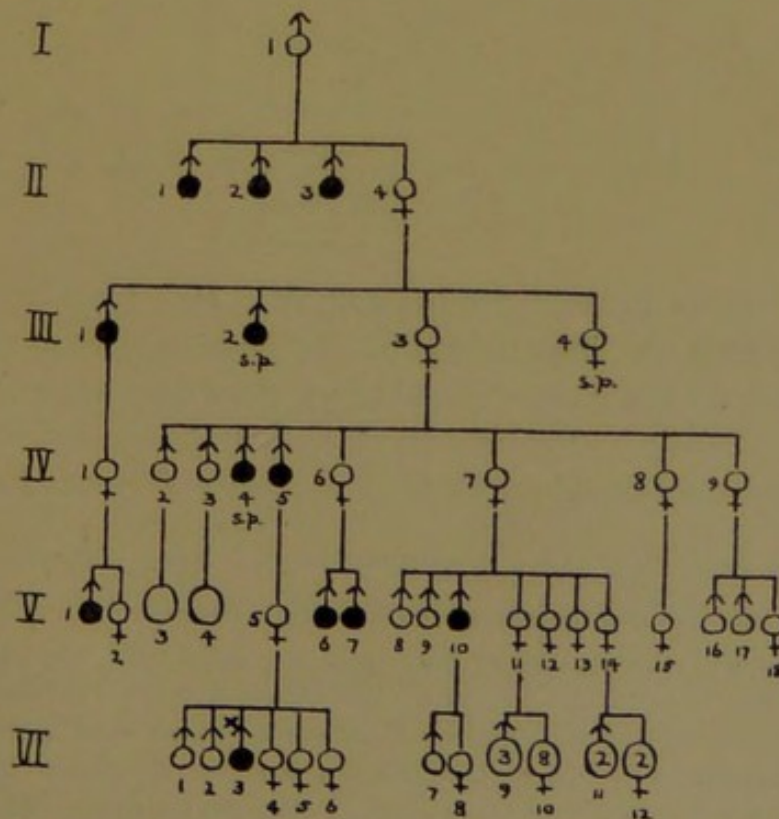 I 1
II 1 2 3 4
III 1 2 3 4
s.p. s.p.
IV 1 2 3 4 5 6 7 8 9
s.p.
V 1 2 3 4 5 6 7 8 9 10 11 12 13 14 15 16 17 18
x
VI 1 2 3 4 5 6 7 8 3 9 8 10 2 11 2 12